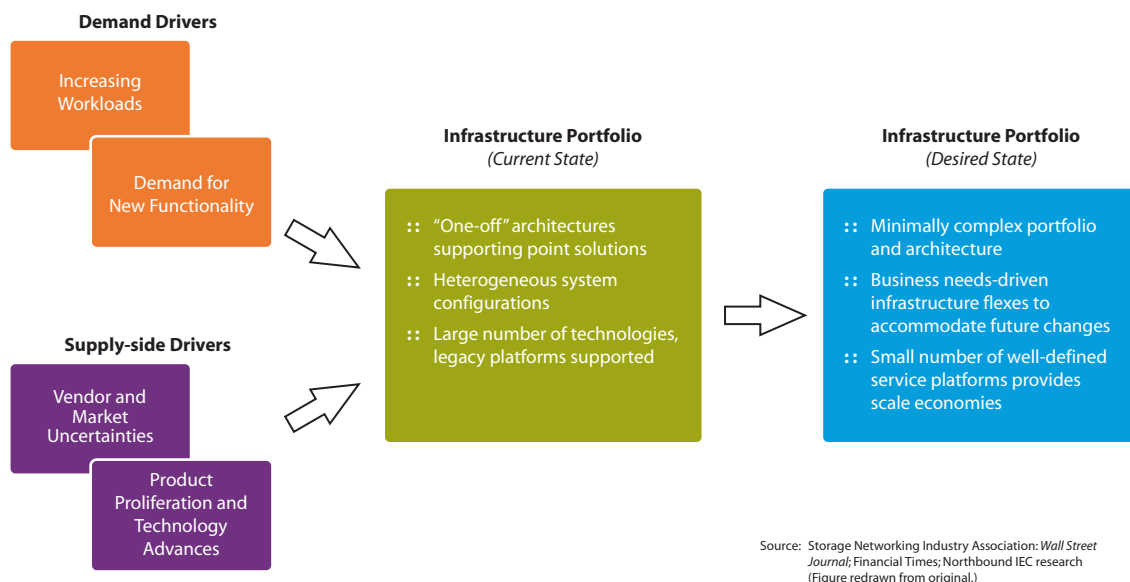 Demand Drivers
Increasing
Workloads
Demand for
New Functionality
Supply-side Drivers
Vendor and
Market
Uncertainties
Product
Proliferation and
Technology
Advances
Infrastructure Portfolio
(Current State)
:: “One-off” architectures
supporting point solutions
:: Heterogeneous system
configurations
:: Large number of technologies,
legacy platforms supported
Infrastructure Portfolio
(Desired State)
:: Minimally complex portfolio
and architecture
:: Business needs-driven
infrastructure flexes to
accommodate future changes
:: Small number of well-defined
service platforms provides
scale economies
Source: Storage Networking Industry Association: Wall Street
Journal; Financial Times; Northbound IEC research
(Figure redrawn from original.)